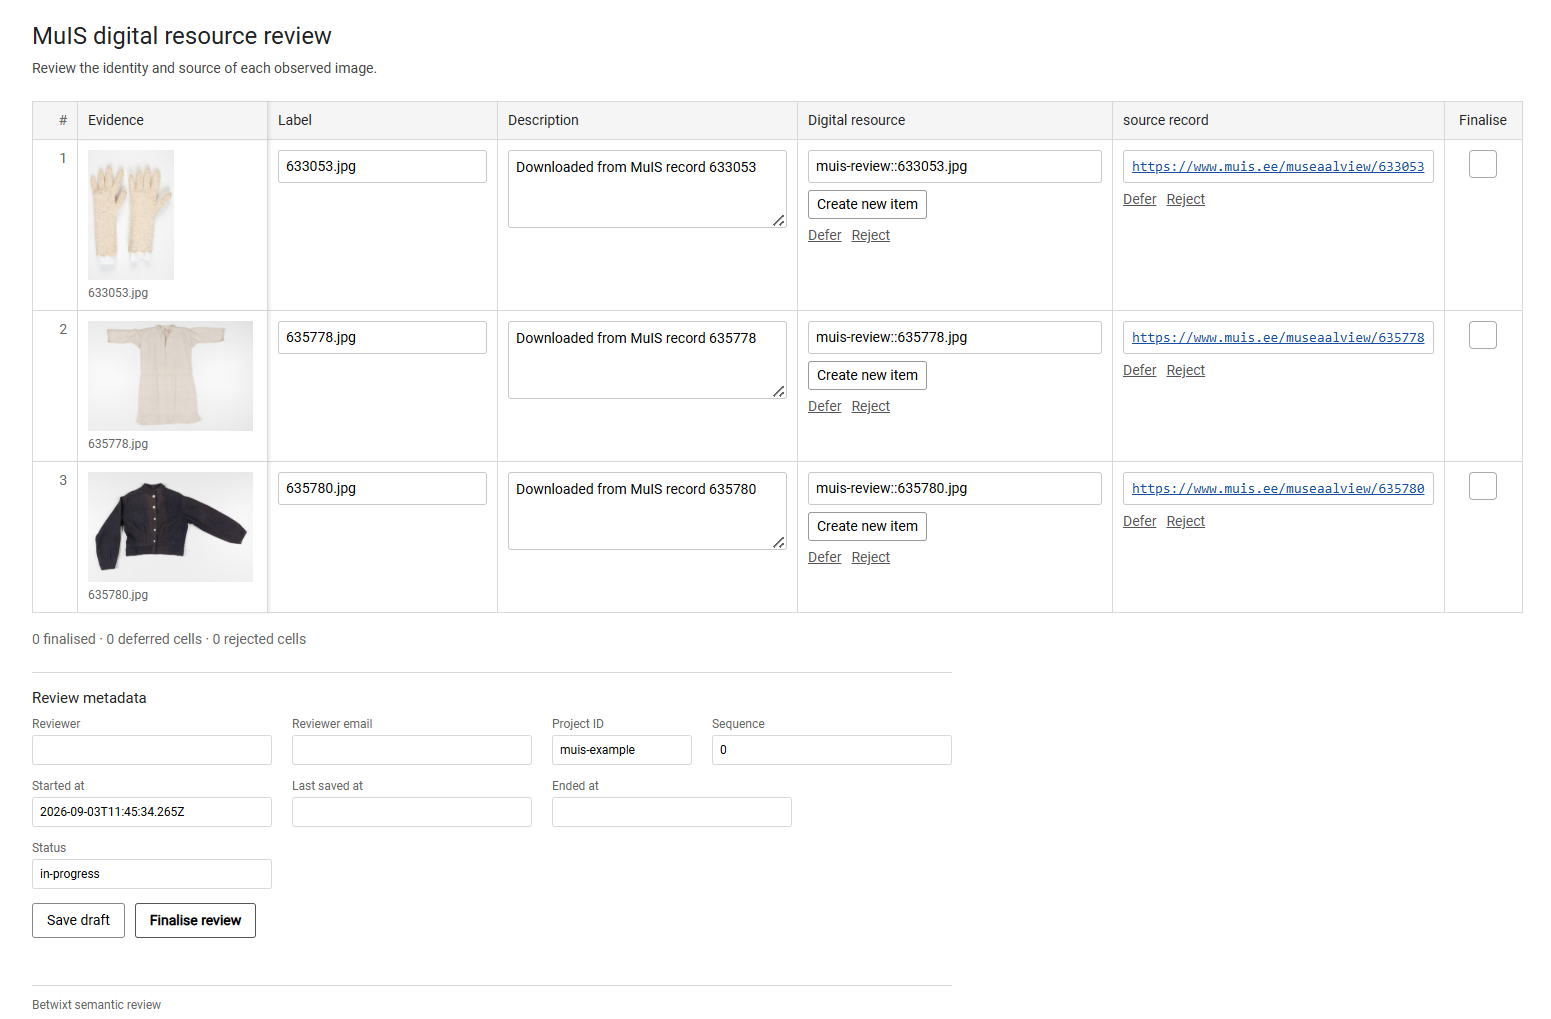 MuIS digital resource review
Review the identity and source of each observed image.
# Evidence Label Description Digital resource source record Finalise
1 633053.jpg Downloaded from MuIS record 633053 muis-review::633053.jpg https://www.muis.ee/museaalview/633053
Create new item
Defer Reject
Defer Reject
633053.jpg
2 635778.jpg Downloaded from MuIS record 635778 muis-review::635778.jpg https://www.muis.ee/museaalview/635778
Create new item
Defer Reject
Defer Reject
635778.jpg
3 635780.jpg Downloaded from MuIS record 635780 muis-review::635780.jpg https://www.muis.ee/museaalview/635780
Create new item
Defer Reject
Defer Reject
635780.jpg
0 finalised · 0 deferred cells · 0 rejected cells
Review metadata
Reviewer Reviewer email Project ID Sequence
muis-example 0
Started at Last saved at Ended at
2026-09-03T11:45:34.265Z
Status
in-progress
Save draft Finalise review
Betwixt semantic review